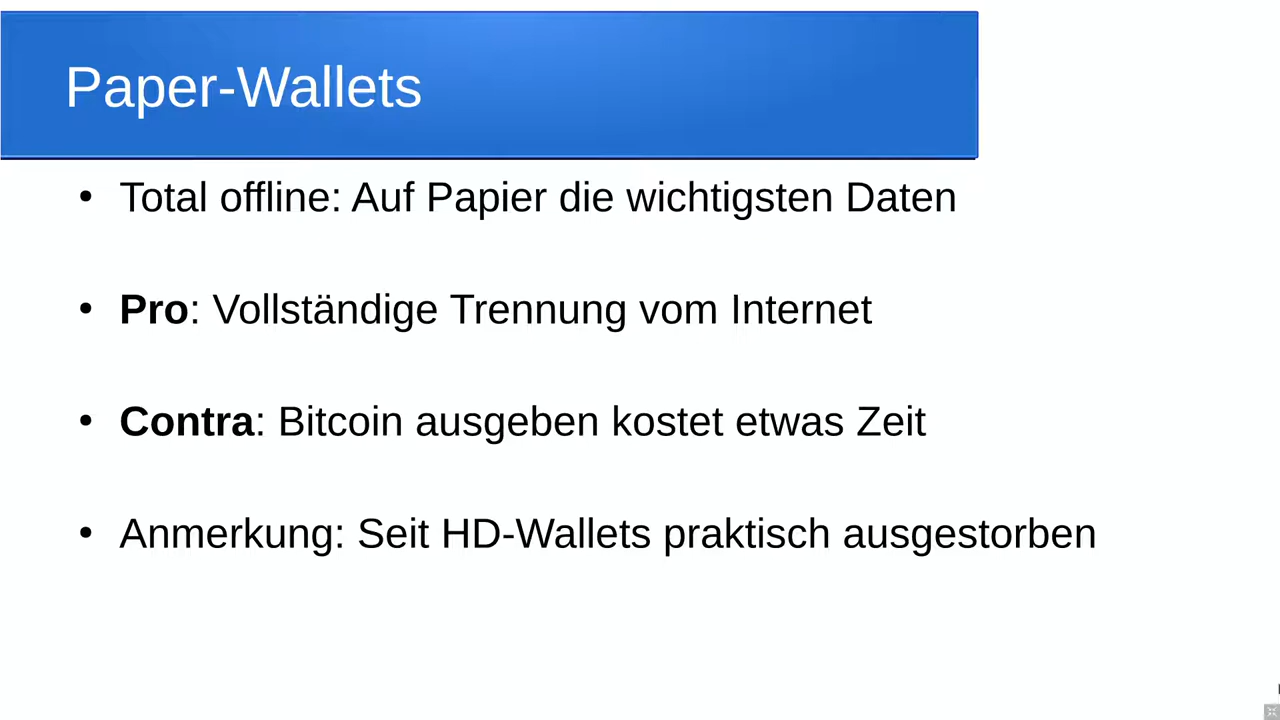 Paper-Wallets
• Total offline: Auf Papier die wichtigsten Daten
• Pro: Vollständige Trennung vom Internet
• Contra: Bitcoin ausgeben kostet etwas Zeit
• Anmerkung: Seit HD-Wallets praktisch ausgestorben